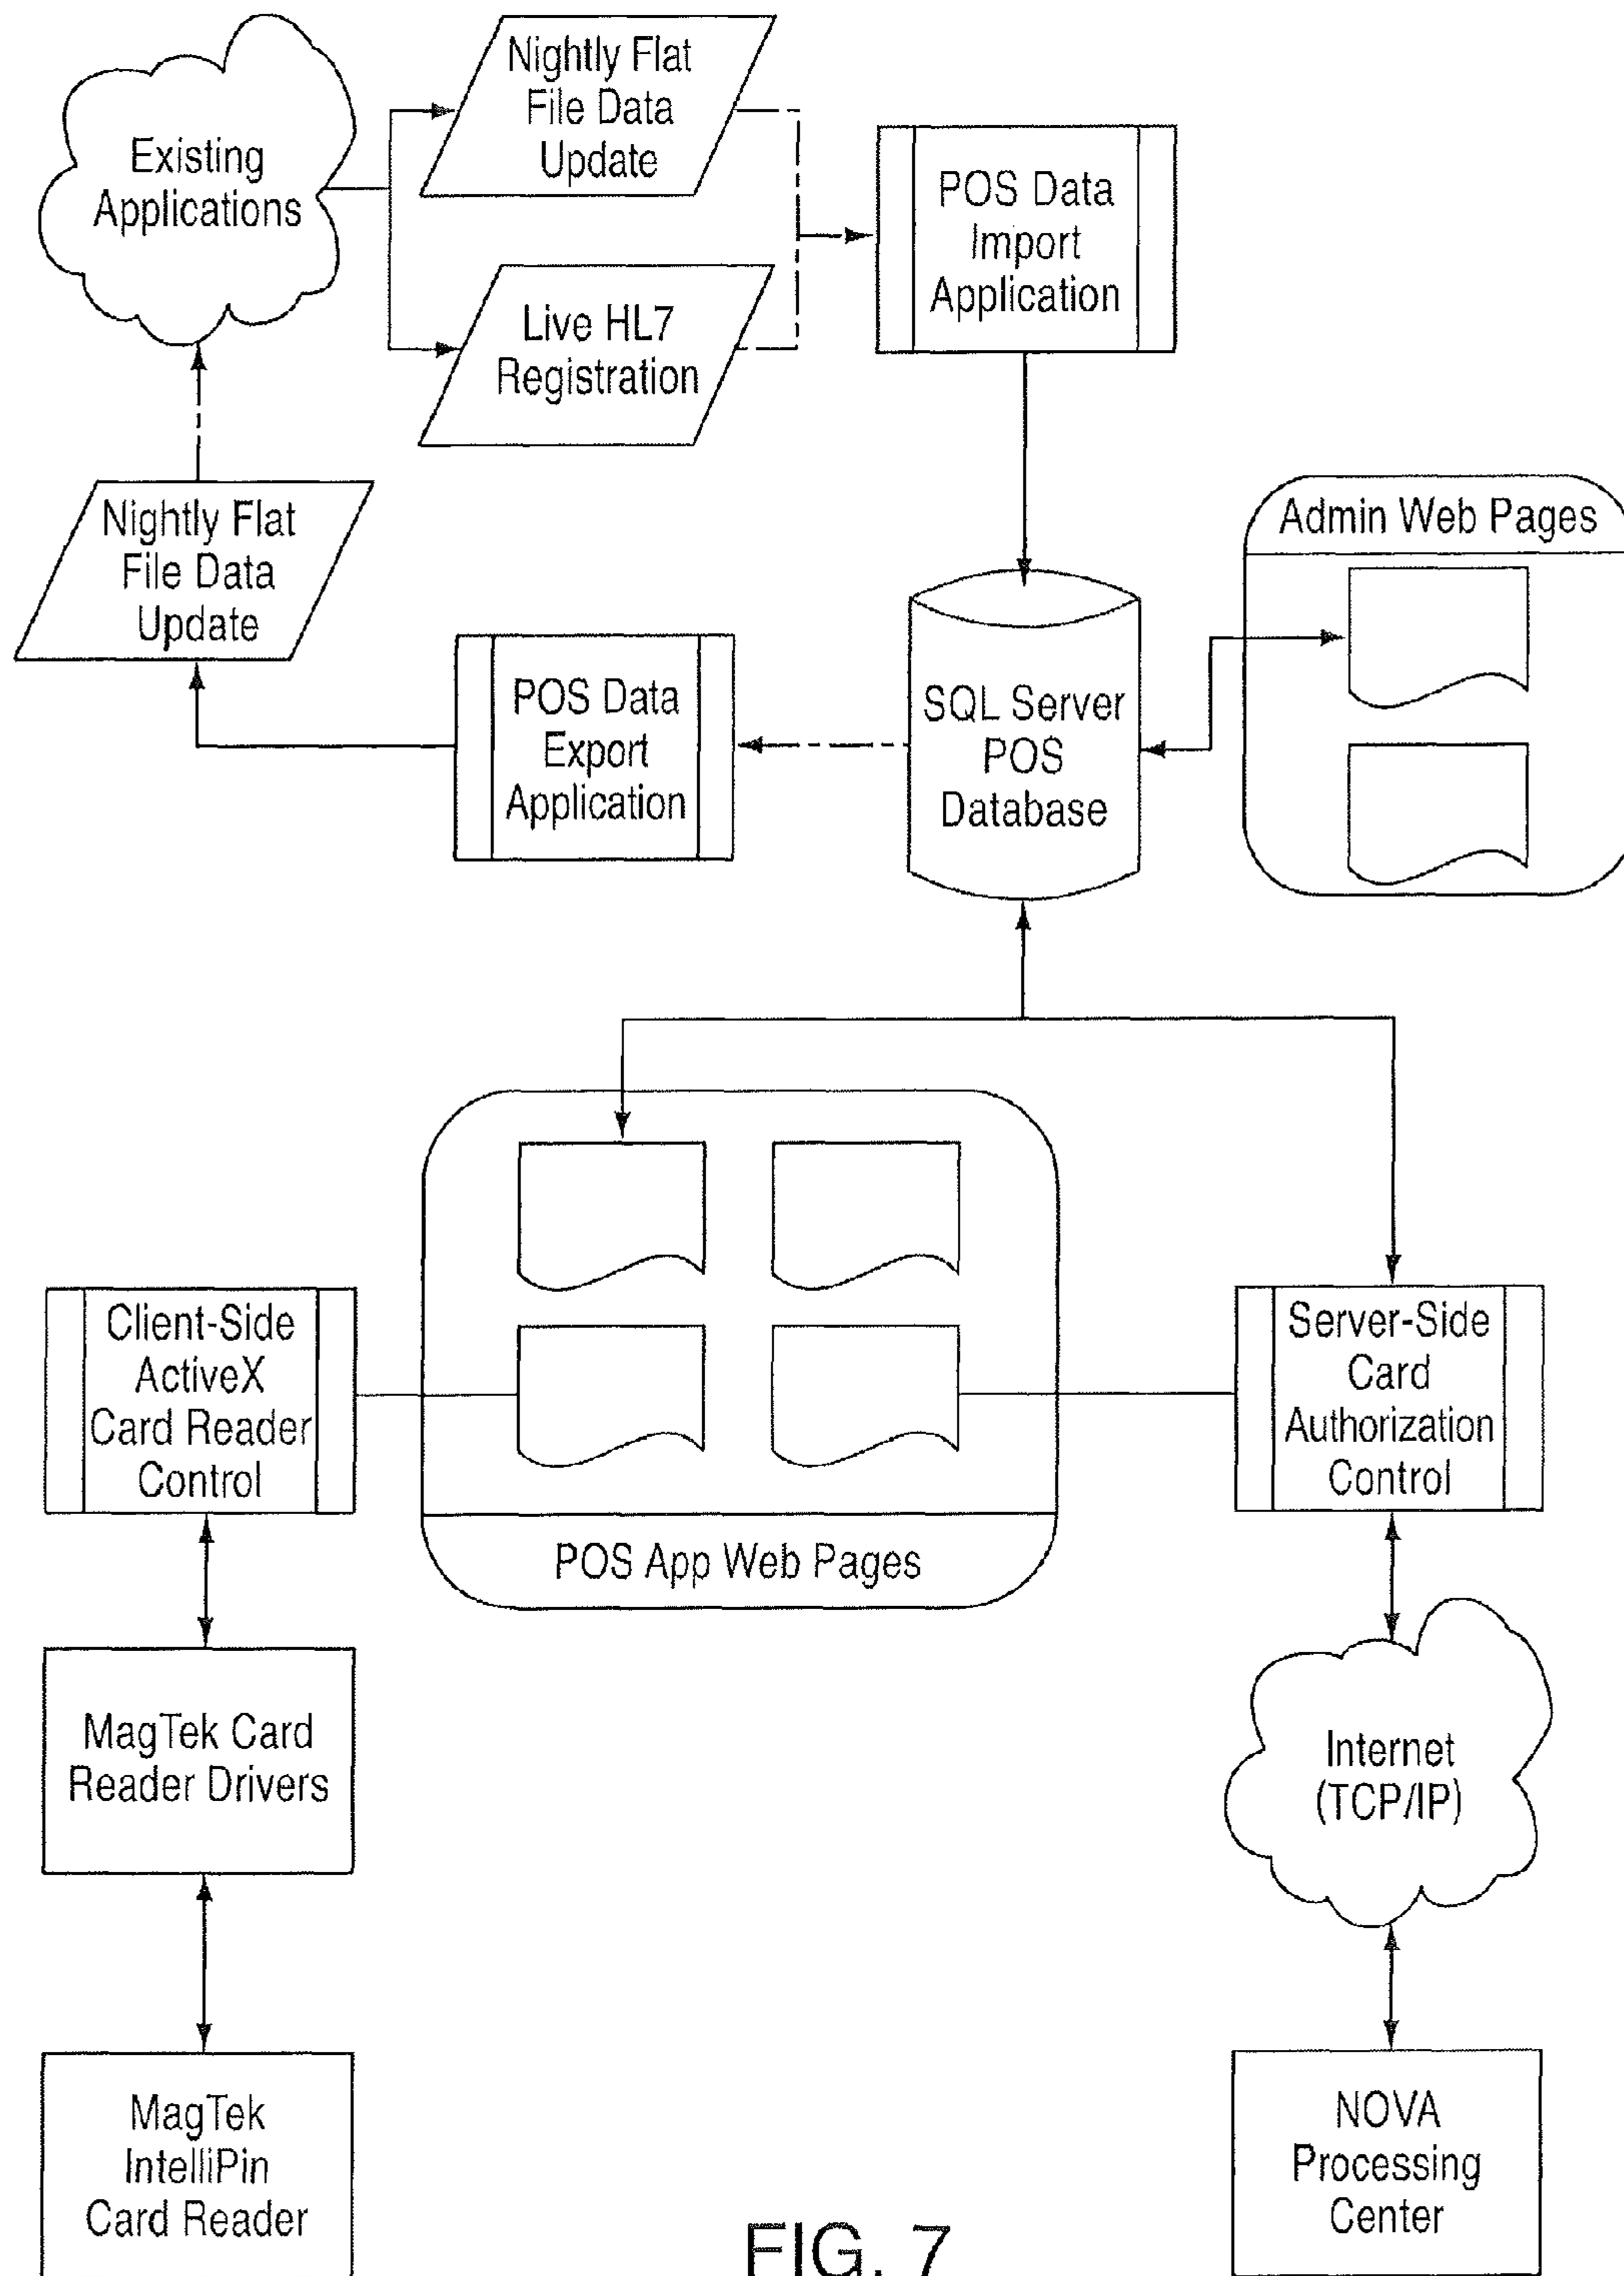 Existing
Applications
Nightly Flat
File Data
Update
Live HL7
Registration
POS Data
Import
Application
Nightly Flat
File Data
Update
POS Data
Export
Application
SQL Server
POS
Database
Admin Web Pages
Client-Side
ActiveX
Card Reader
Control
POS App Web Pages
Server-Side
Card
Authorization
Control
MagTek Card
Reader Drivers
Internet
(TCP/IP)
MagTek
IntelliPin
Card Reader
NOVA
Processing
Center
FIG. 7